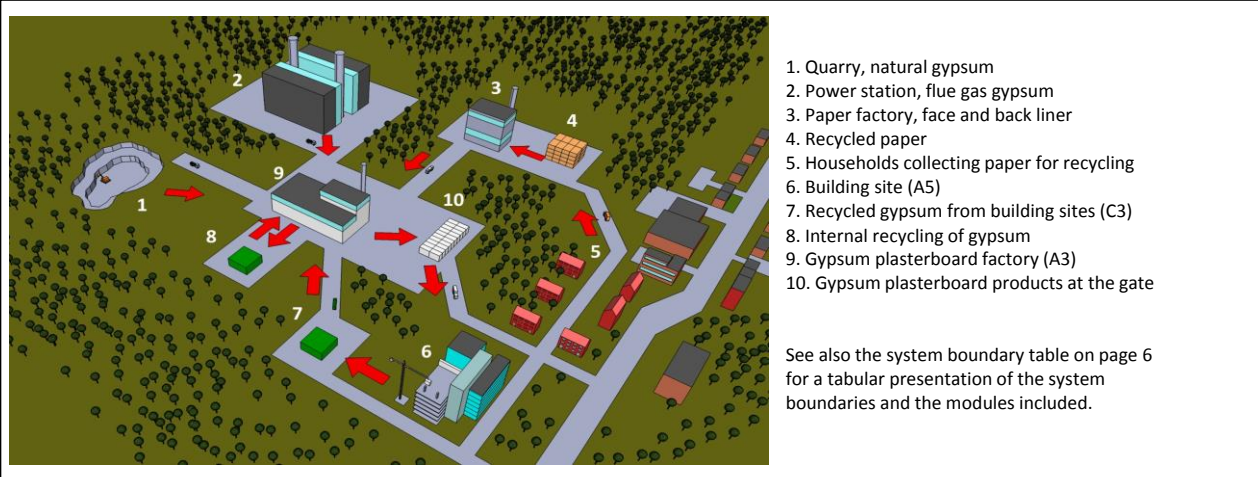 2
3
4
9
10
1
8
5
7
6
1. Quarry, natural gypsum
2. Power station, flue gas gypsum
3. Paper factory, face and back liner
4. Recycled paper
5. Households collecting paper for recycling
6. Building site (A5)
7. Recycled gypsum from building sites (C3)
8. Internal recycling of gypsum
9. Gypsum plasterboard factory (A3)
10. Gypsum plasterboard products at the gate
See also the system boundary table on page 6
for a tabular presentation of the system
boundaries and the modules included.